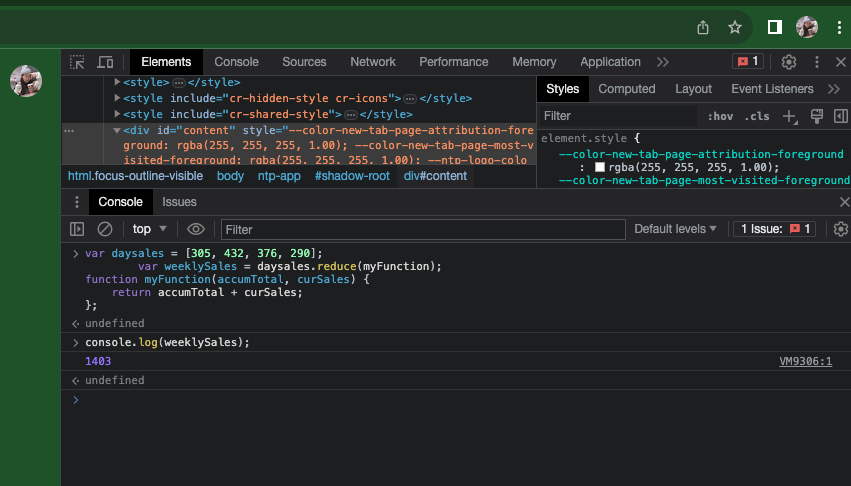 Elements Console Sources Network Performance Memory Application >> 1
<style>…</style>
<style include="cr-hidden-style cr-icons">…</style>
<style include="cr-shared-style">…</style>
… <div id="content" style="--color-new-tab-page-attribution-fore
ground: rgba(255, 255, 255, 1.00); --color-new-tab-page-most-v
isited-foreground: rgba(255, 255, 255, 1.00); --ntp-logo-colo
html.focus-outline-visible body ntp-app #shadow-root div#content
Styles Computed Layout Event Listeners >>
Filter :hov .cls
element.style {
--color-new-tab-page-attribution-foreground
: rgba(255, 255, 255, 1.00);
--color-new-tab-page-most-visited-foreground
Console Issues
top Filter Default levels 1 Issue: 1
> var daysales = [305, 432, 376, 290];
var weeklySales = daysales.reduce(myFunction);
function myFunction(accumTotal, curSales) {
return accumTotal + curSales;
};
undefined
> console.log(weeklySales);
1403 VM9306:1
undefined
>